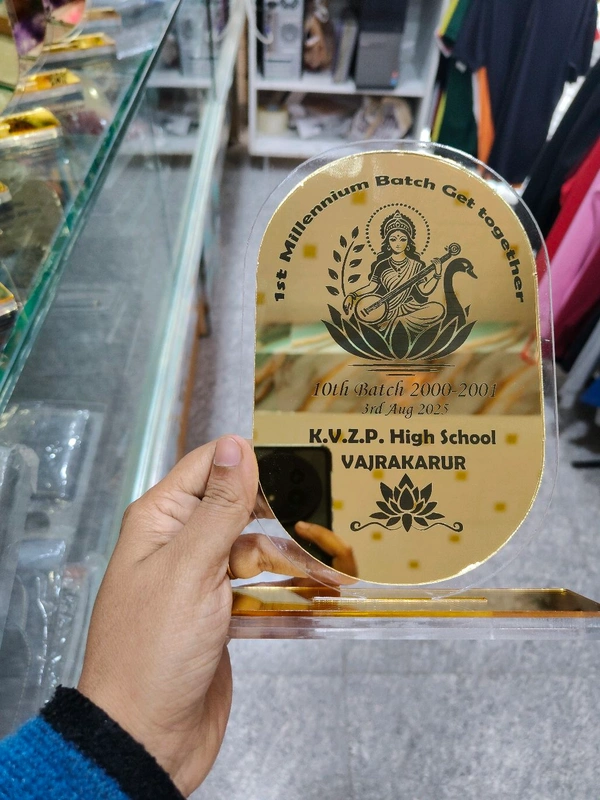 1st Millennium Batch Get together
10th Batch 2000-2001
3rd Aug 2025
K.V.Z.P. High School
VAJRAKARUR